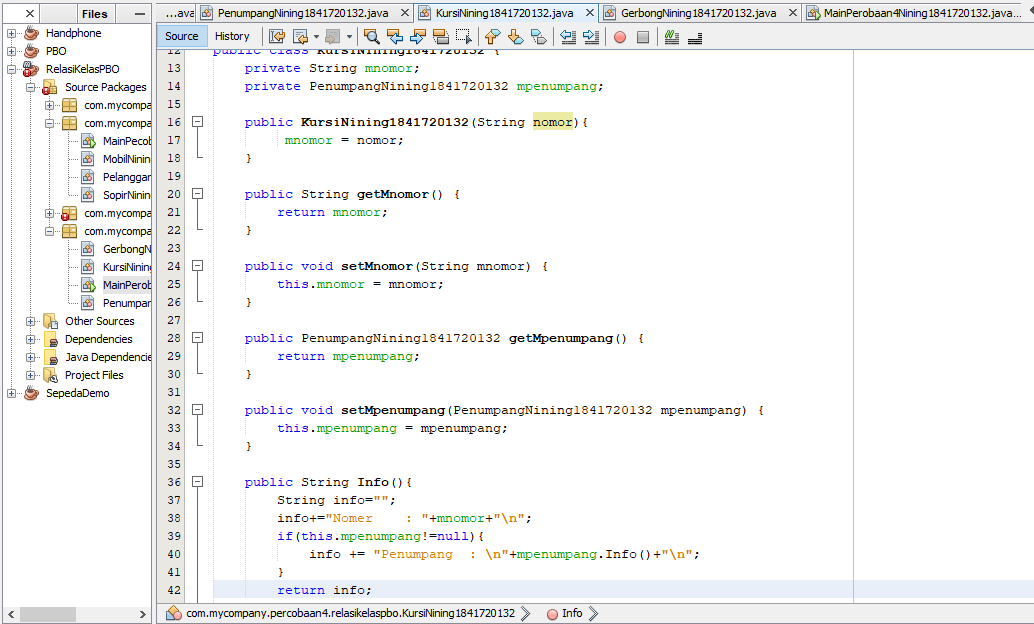 Files
...ava
PenumpangNining1841720132.java
KursiNining1841720132.java
GerbongNining1841720132.java
MainPerobaan4Nining1841720132.java...
Source History
Handphone
PBO
RelasiKelasPBO
Source Packages
com.mycompa
com.mycompa
MainPecob
MobilNinin
Pelanggar
SopirNinin
com.mycompa
com.mycompa
GerbongN
KursiNining
MainPerob
Penumpar
Other Sources
Dependencies
Java Dependencie
Project Files
SepedaDemo
12 public class KursiNining1841720132 {
13 private String mnomor;
14 private PenumpangNining1841720132 mpenumpang;
15
16 public KursiNining1841720132(String nomor){
17 mnomor = nomor;
18 }
19
20 public String getMnomor() {
21 return mnomor;
22 }
23
24 public void setMnomor(String mnomor) {
25 this.mnomor = mnomor;
26 }
27
28 public PenumpangNining1841720132 getMpenumpang() {
29 return mpenumpang;
30 }
31
32 public void setMpenumpang(PenumpangNining1841720132 mpenumpang) {
33 this.mpenumpang = mpenumpang;
34 }
35
36 public String Info(){
37 String info="";
38 info+="Nomer    : "+mnomor+"\n";
39 if(this.mpenumpang!=null){
40 info += "Penumpang  : \n"+mpenumpang.Info()+"\n";
41 }
42 return info;
com.mycompany.percobaan4.relasikelaspbo.KursiNining1841720132
Info